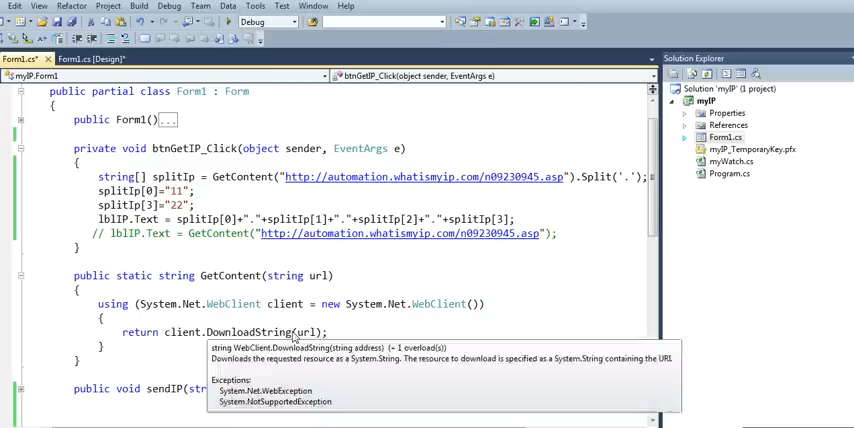 Edit View Refactor Project Build Debug Team Data Tools Test Window Help
Debug
Form1.cs* Form1.cs [Design]*
Solution Explorer
myIP.Form1 btnGetIP_Click(object sender, EventArgs e)
Solution 'myIP' (1 project)
myIP
Properties
References
Form1.cs
myIP_TemporaryKey.pfx
myWatch.cs
Program.cs
public partial class Form1 : Form
{
public Form1()...
private void btnGetIP_Click(object sender, EventArgs e)
{
string[] splitIp = GetContent("http://automation.whatismyip.com/n09230945.asp").Split('.');
splitIp[0]="11";
splitIp[3]="22";
lblIP.Text = splitIp[0]+"."+splitIp[1]+"."+splitIp[2]+"."+splitIp[3];
// lblIP.Text = GetContent("http://automation.whatismyip.com/n09230945.asp");
}
public static string GetContent(string url)
{
using (System.Net.WebClient client = new System.Net.WebClient())
{
return client.DownloadString(url);
}
}
string WebClient.DownloadString(string address) (+ 1 overload(s))
Downloads the requested resource as a System.String. The resource to download is specified as a System.String containing the URI.
Exceptions:
System.Net.WebException
System.NotSupportedException
public void sendIP(str